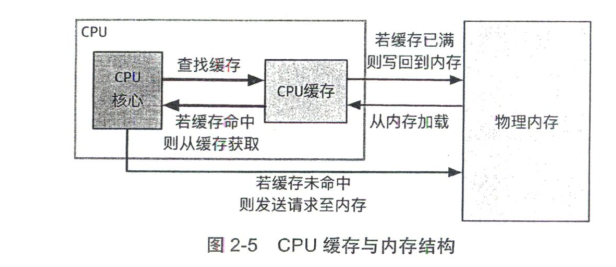 CPU
CPU
核心
查找缓存
若缓存命中
则从缓存获取
CPU缓存
若缓存已满
则写回到内存
从内存加载
物理内存
若缓存未命中
则发送请求至内存
图 2-5 CPU 缓存与内存结构